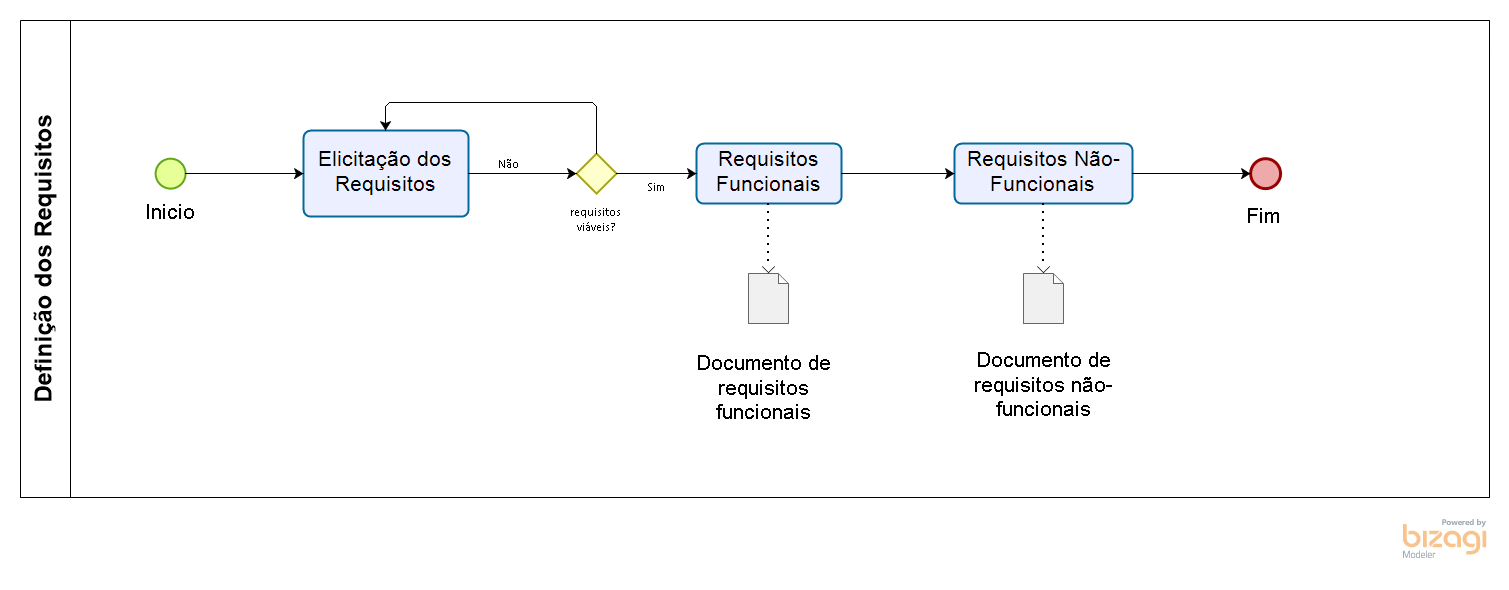 Definição dos Requisitos
Inicio
Elicitação dos
Requisitos
Não
requisitos
viáveis?
Sim
Requisitos
Funcionais
Requisitos Não-
Funcionais
Fim
Documento de
requisitos
funcionais
Documento de
requisitos não-
funcionais
Powered by
bizagi
Modeler